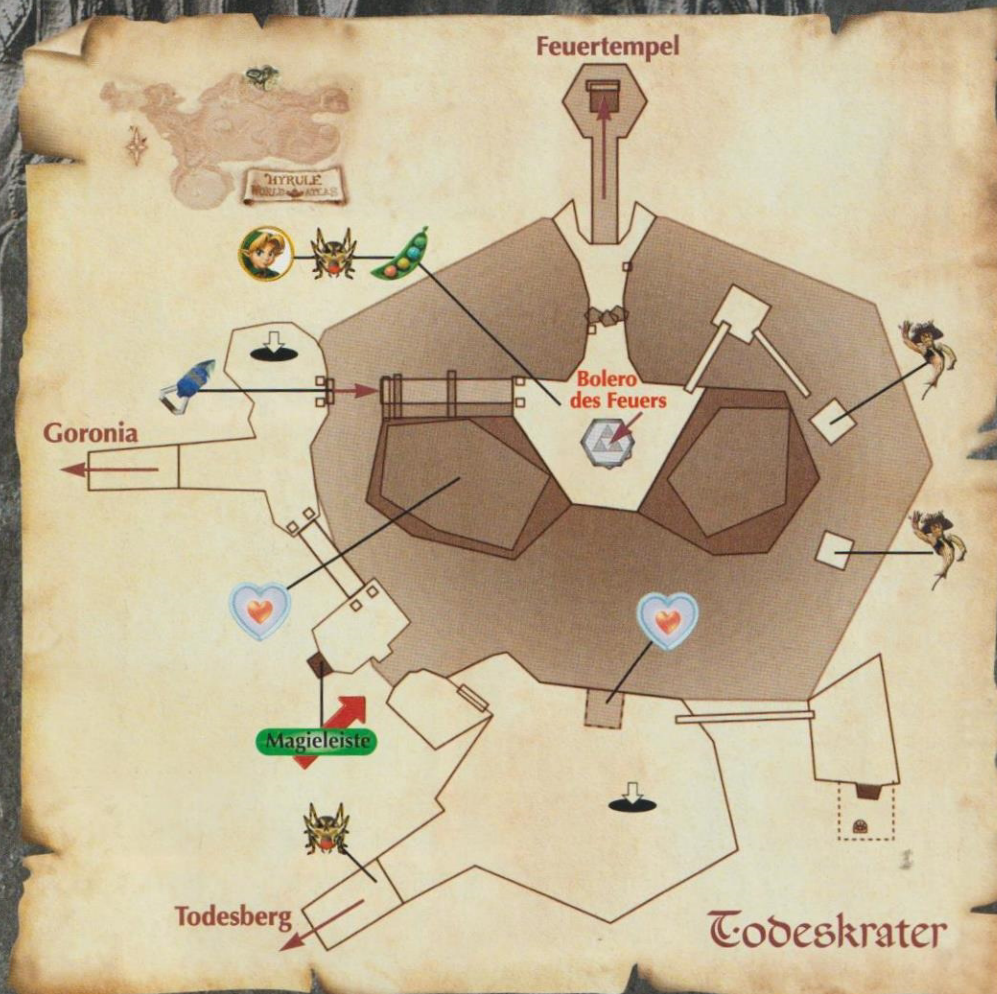 Feuertempel
HYRULE
WORLD ATLAS
Bolero
des Feuers
Goronia
Magieleiste
Todesberg
Todeskrater